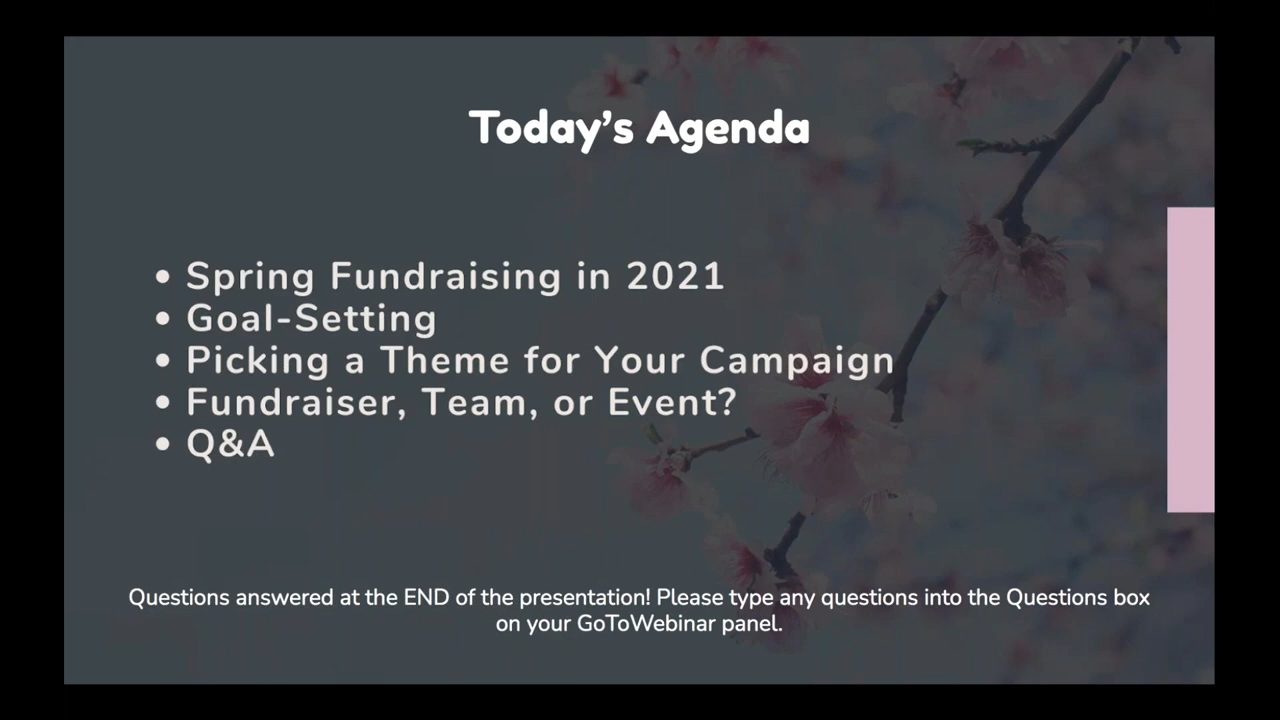 Today's Agenda
• Spring Fundraising in 2021
• Goal-Setting
• Picking a Theme for Your Campaign
• Fundraiser, Team, or Event?
• Q&A
Questions answered at the END of the presentation! Please type any questions into the Questions box
on your GoToWebinar panel.